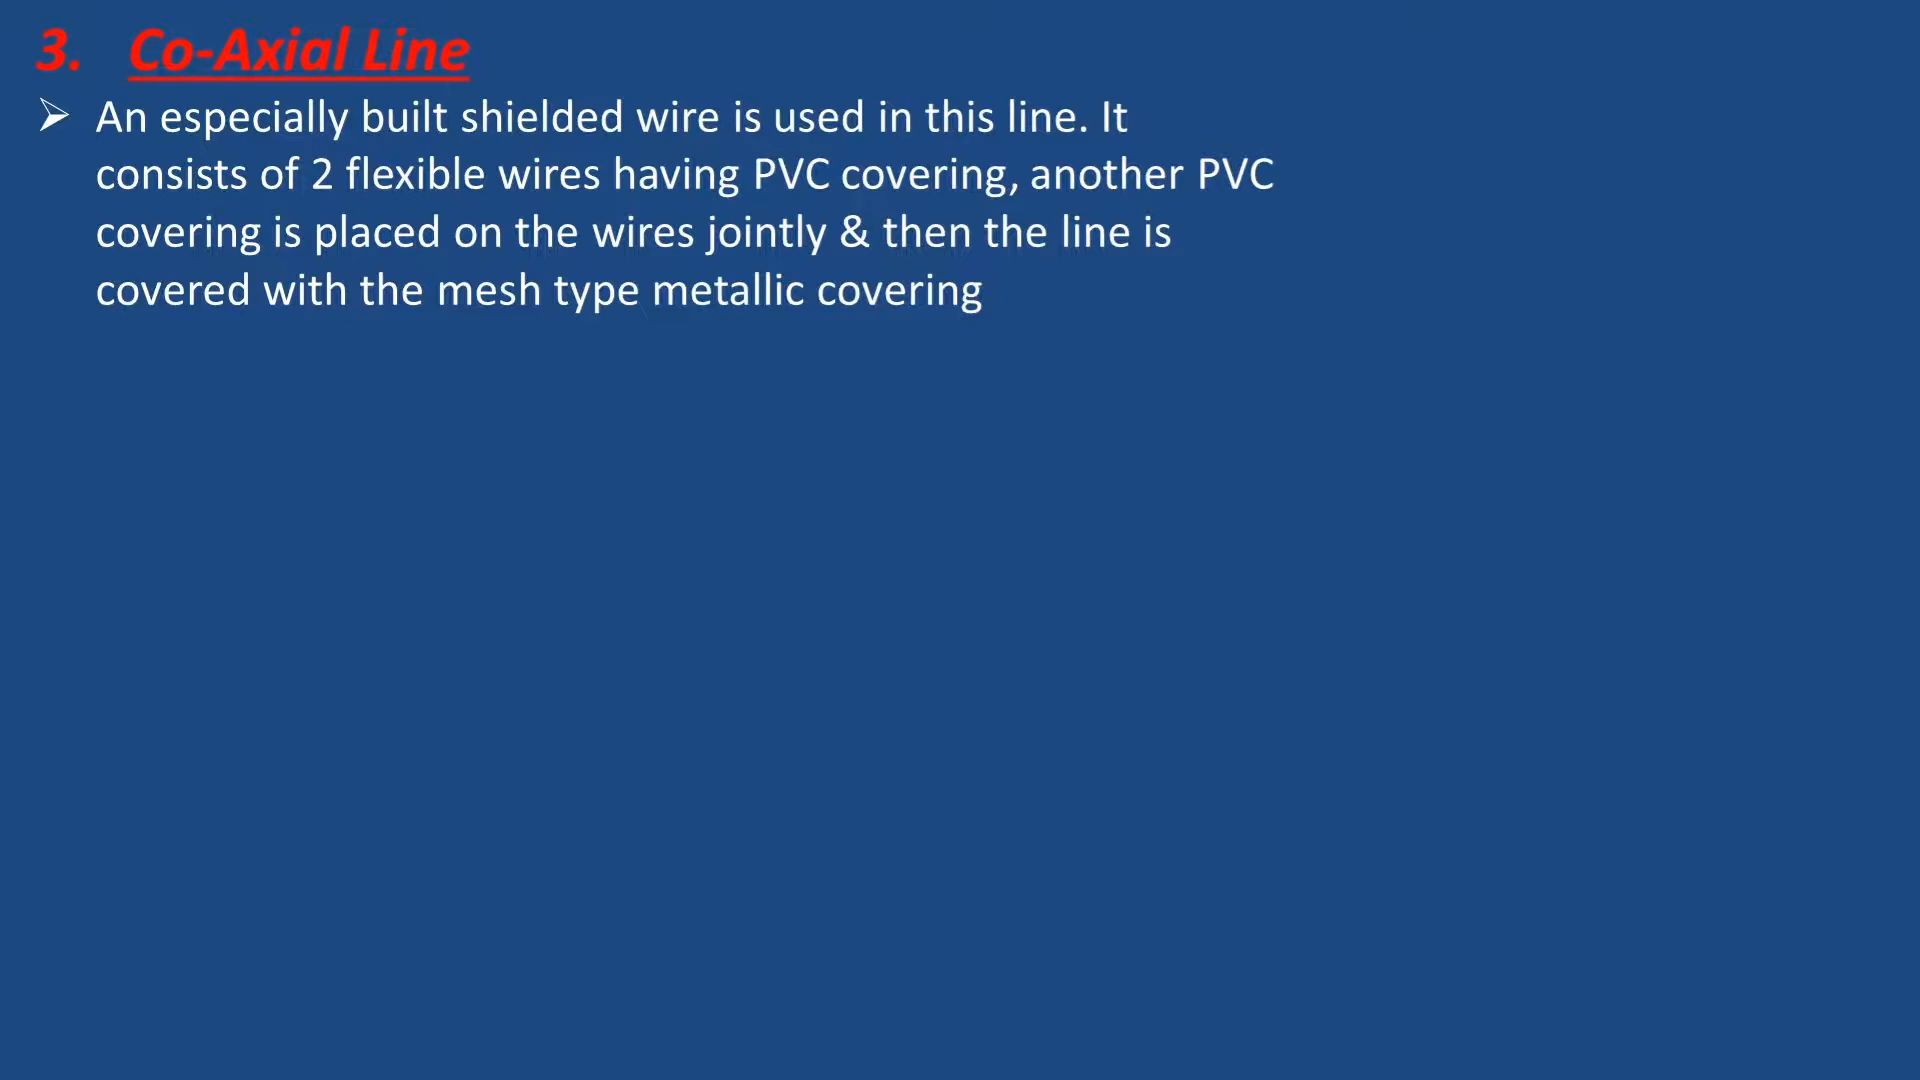 3. Co-Axial Line
➢ An especially built shielded wire is used in this line. It
consists of 2 flexible wires having PVC covering, another PVC
covering is placed on the wires jointly & then the line is
covered with the mesh type metallic covering